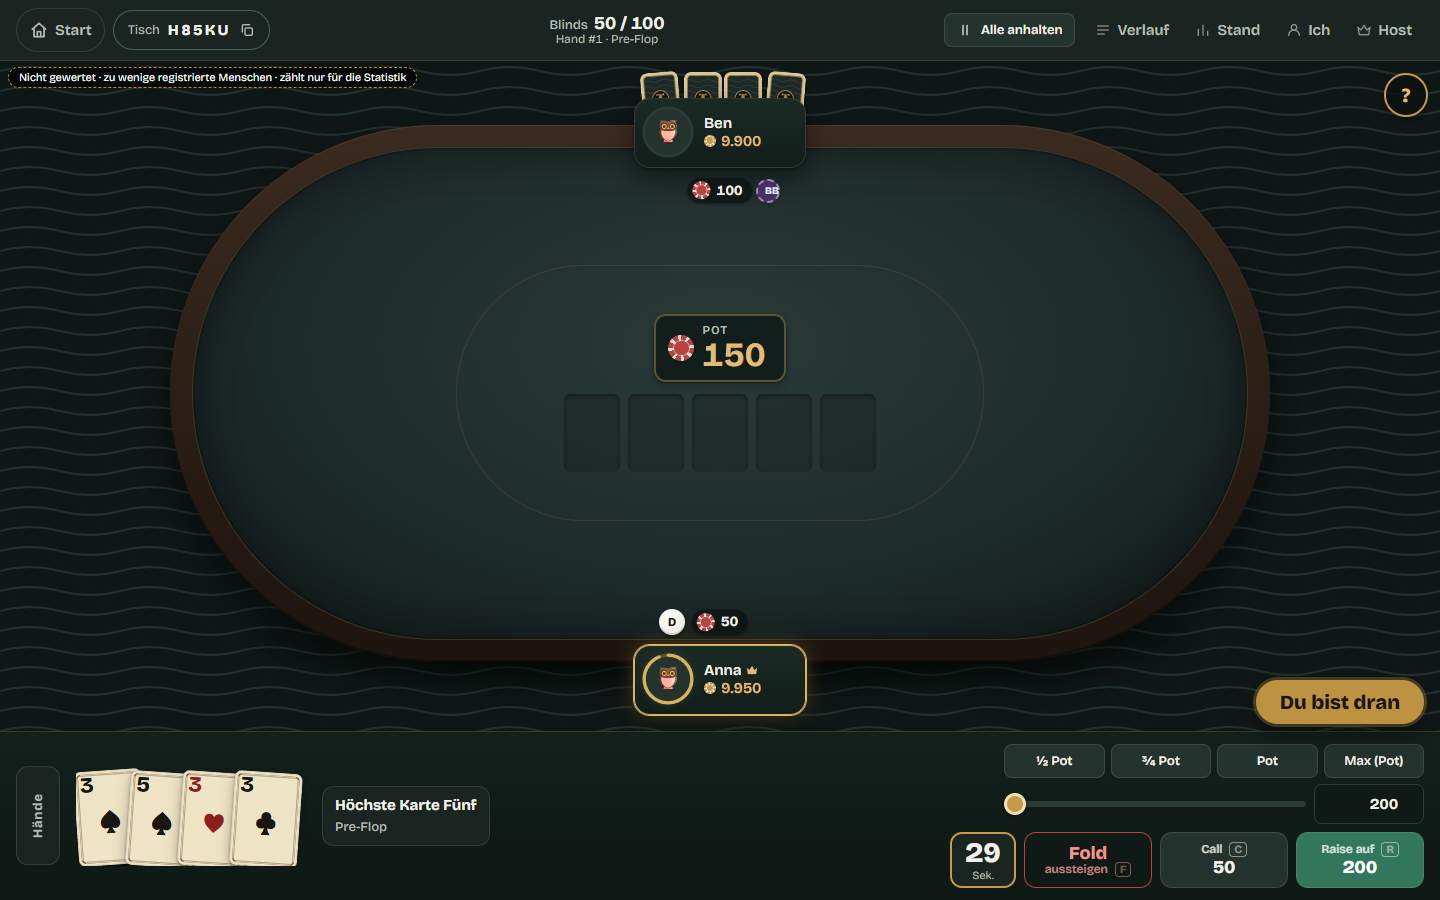 Start
Tisch H85KU
Blinds 50 / 100
Hand #1 · Pre-Flop
Alle anhalten
Verlauf
Stand
Ich
Host
Nicht gewertet · zu wenige registrierte Menschen · zählt nur für die Statistik
?
Ben
9.900
100
BB
POT
150
D
50
Anna
9.950
Du bist dran
Hände
3
5
3
3
Höchste Karte Fünf
Pre-Flop
½ Pot
¾ Pot
Pot
Max (Pot)
200
29
Sek.
Fold
aussteigen F
Call C
50
Raise auf R
200